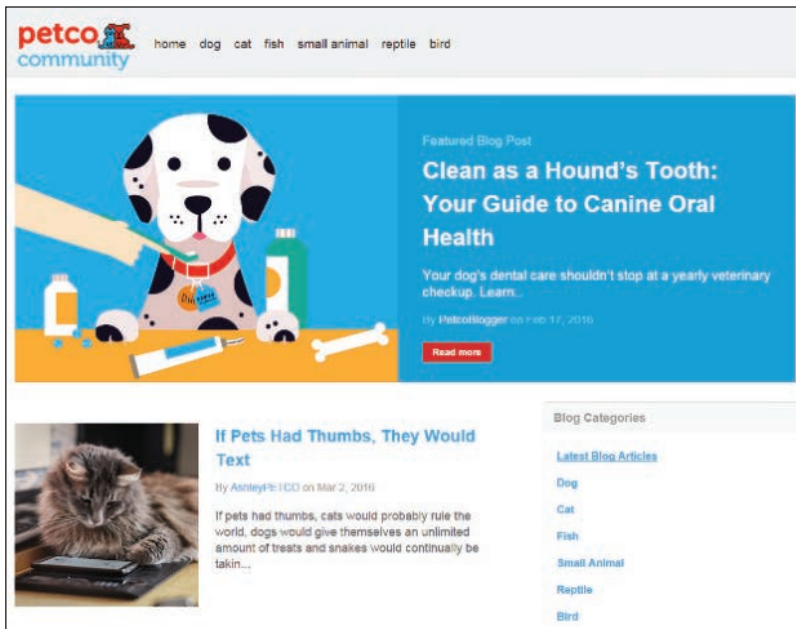 petco
community
home dog cat fish small animal reptile bird
Featured Blog Post
Clean as a Hound's Tooth:
Your Guide to Canine Oral
Health
Your dog's dental care shouldn't stop at a yearly veterinary
checkup. Learn...
By PetcoBlogger on Feb 17, 2016
Read more
If Pets Had Thumbs, They Would
Text
By AshleyPETCO on Mar 2, 2016
If pets had thumbs, cats would probably rule the
world, dogs would give themselves an unlimited
amount of treats and snakes would continually be
takin...
Blog Categories
Latest Blog Articles
Dog
Cat
Fish
Small Animal
Reptile
Bird